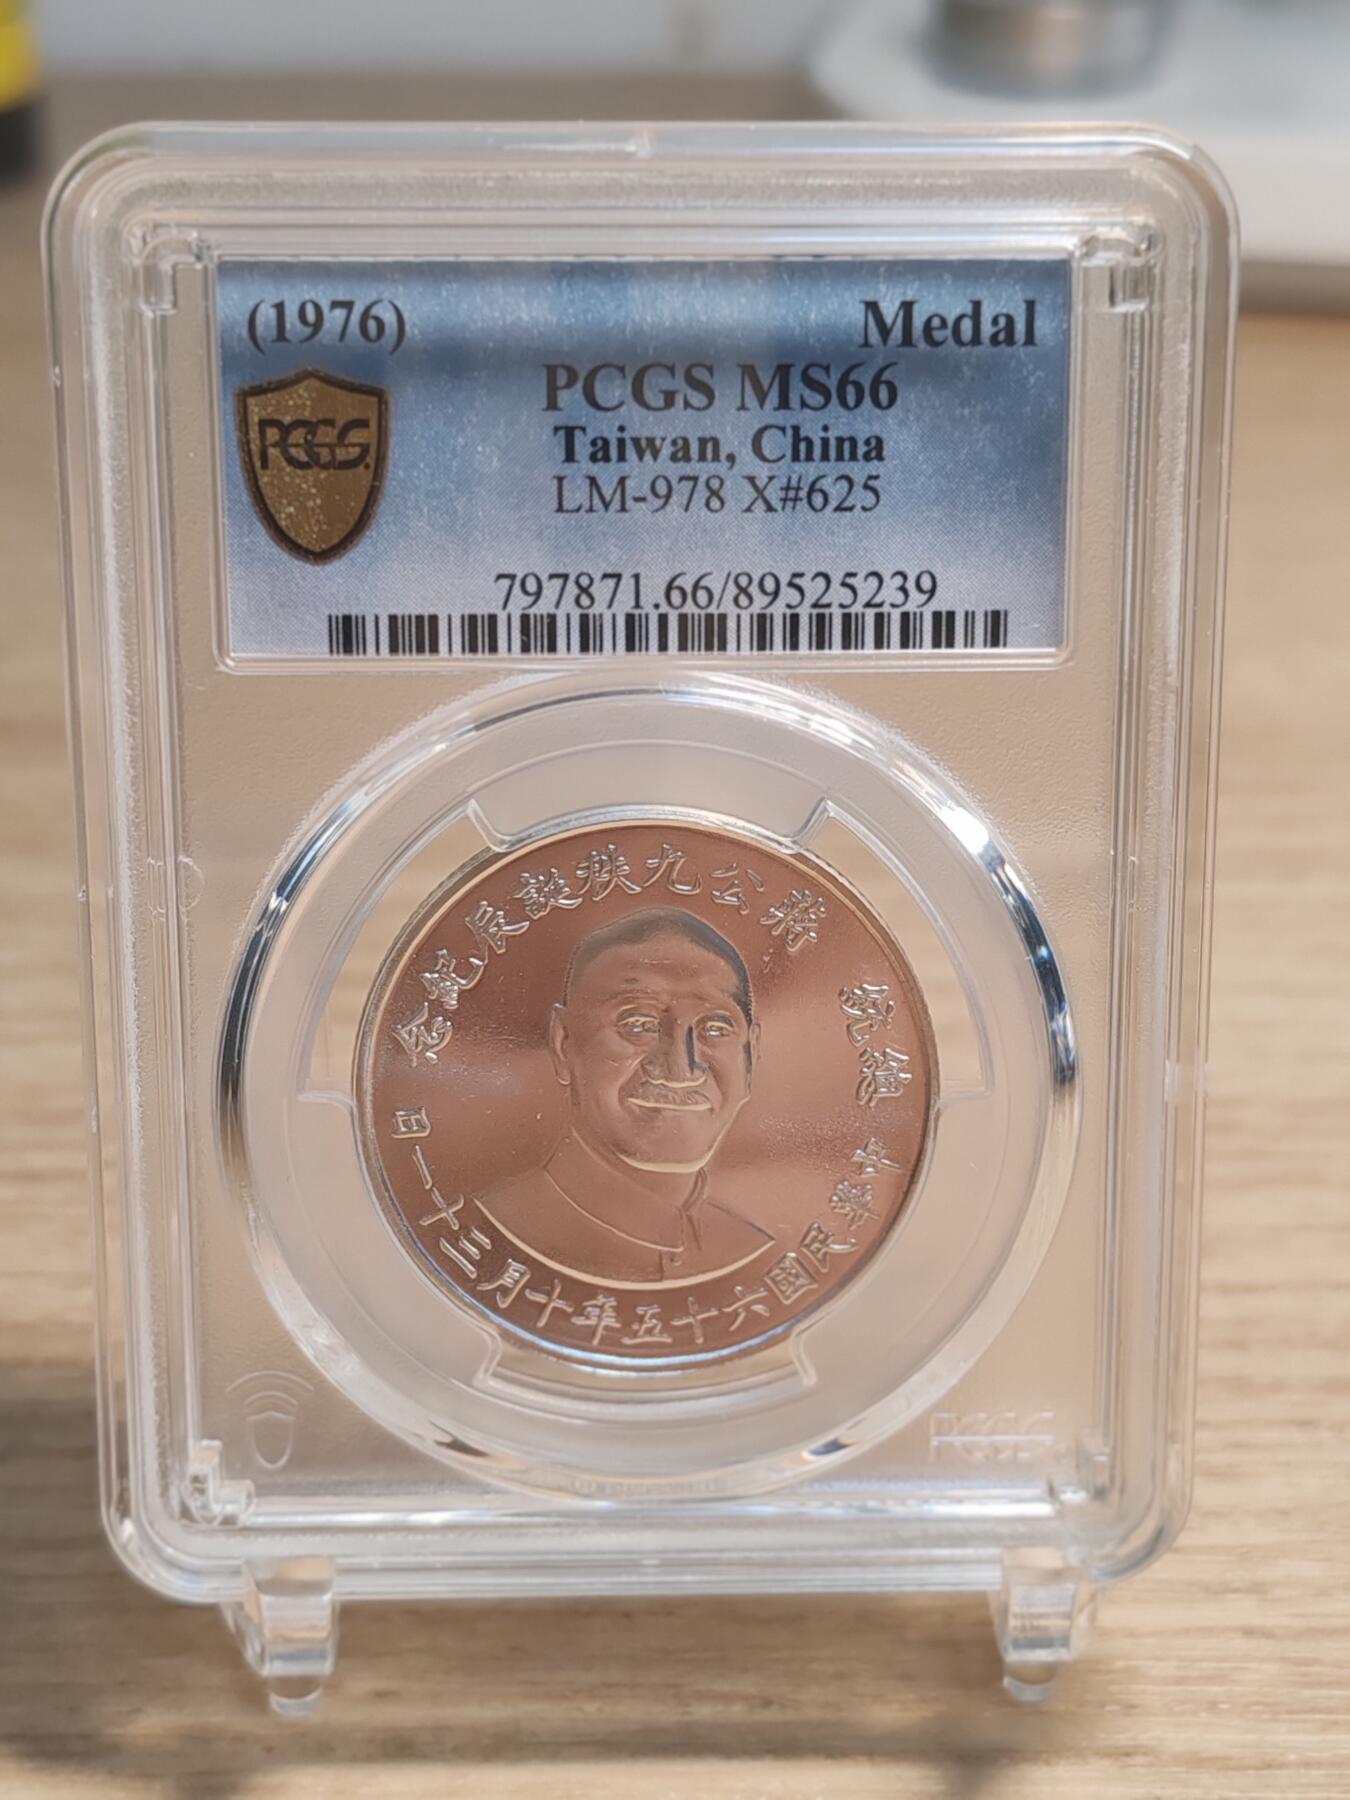 (1976) Medal
PCGS PCGS MS66
Taiwan, China
LM-978 X#625
797871.66/89525239
總統 蔣公九秩誕辰紀念
中華民國六十五年十月三十一日
PCGS